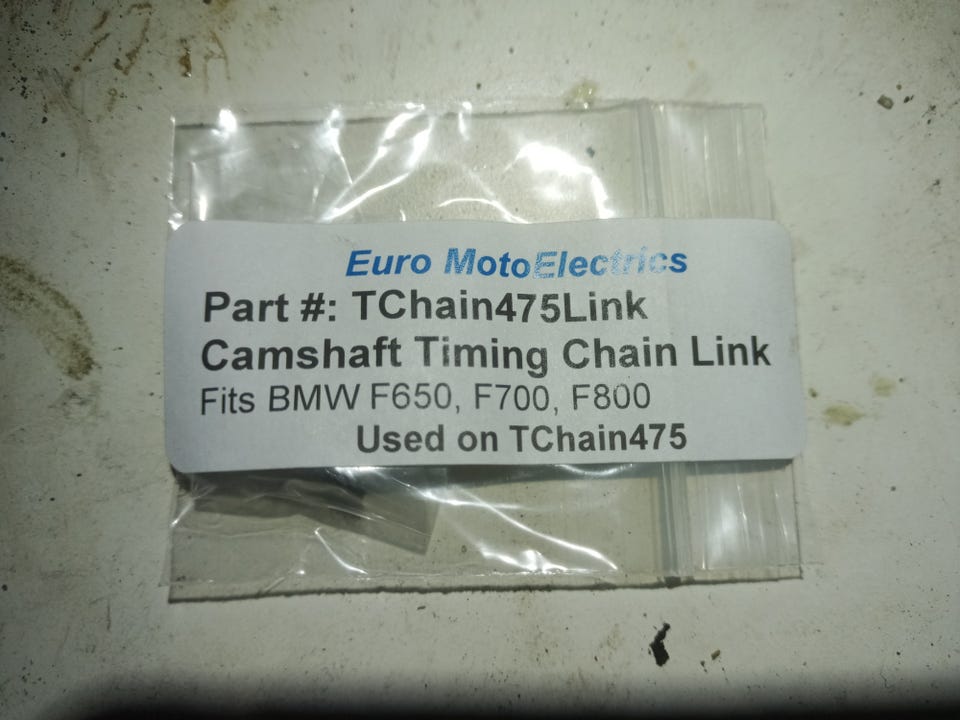 Euro MotoElectrics
Part #: TChain475Link
Camshaft Timing Chain Link
Fits BMW F650, F700, F800
Used on TChain475